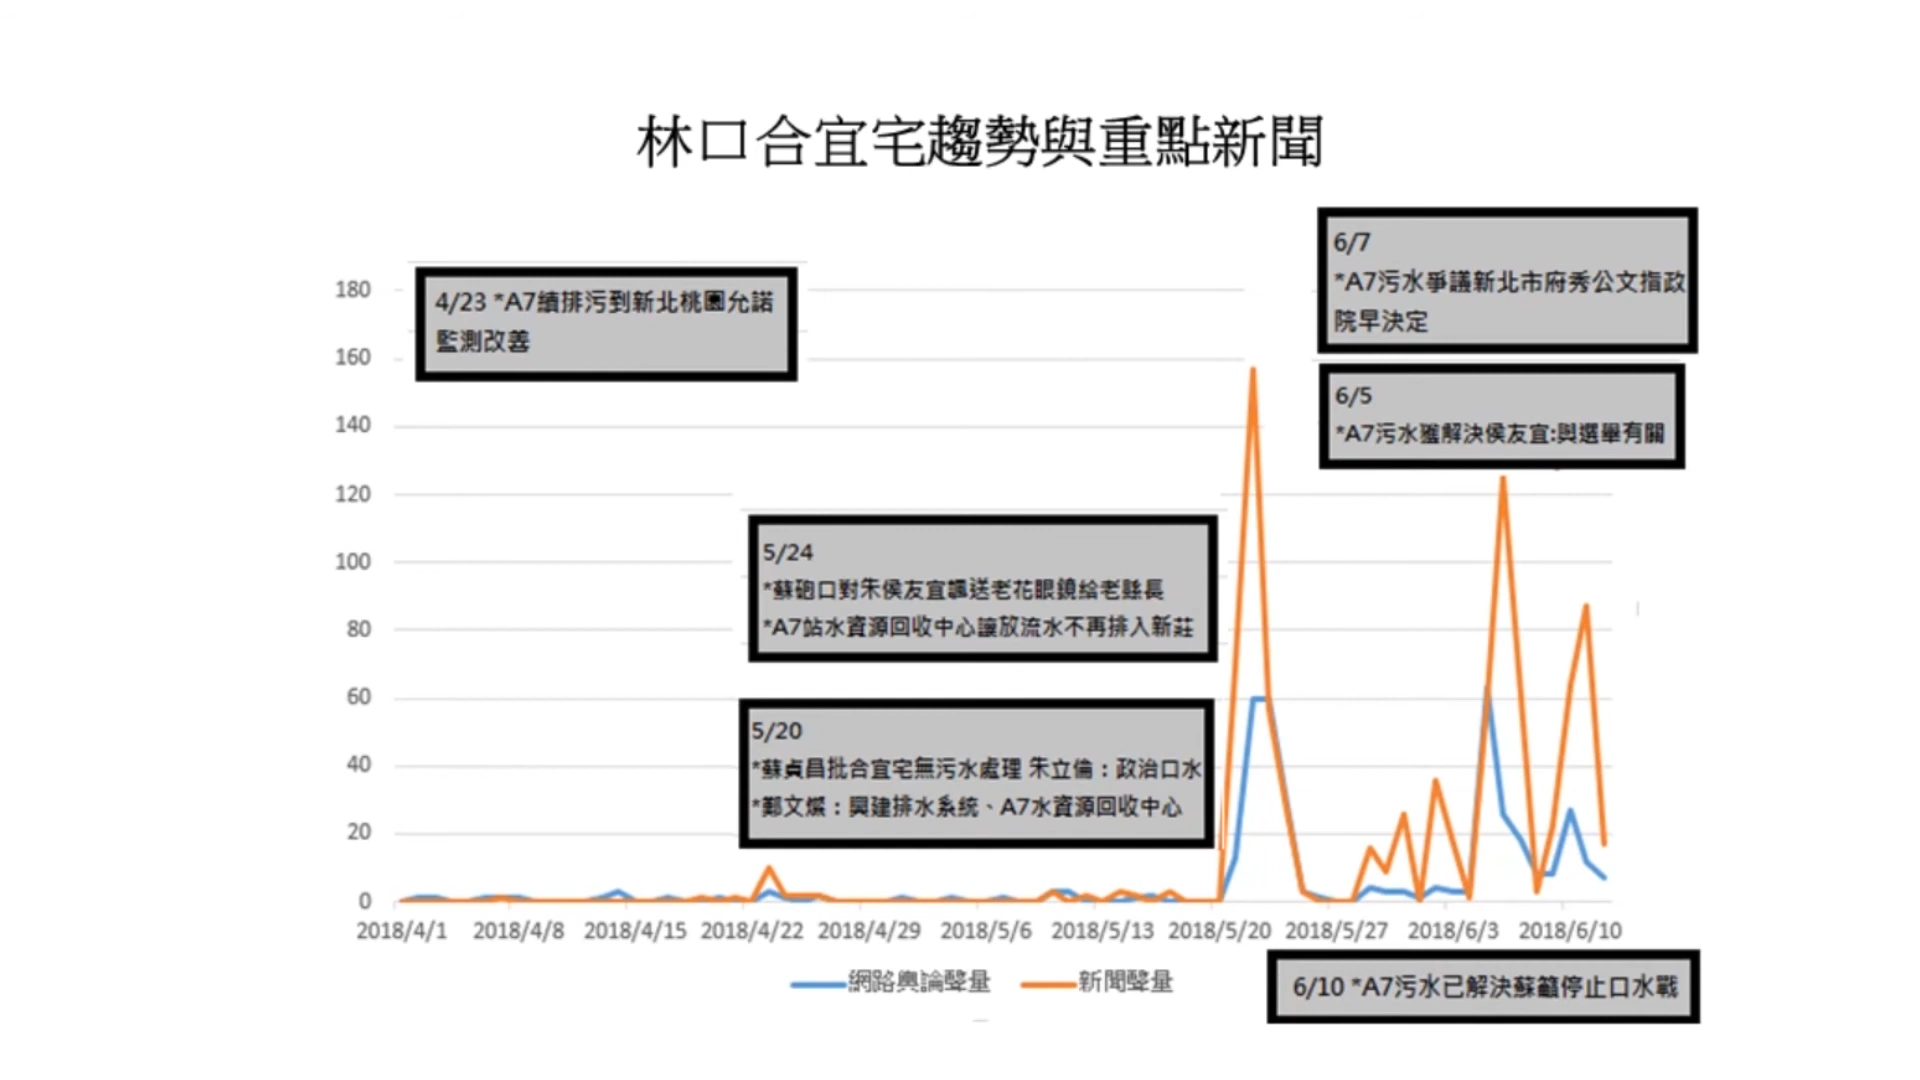 林口合宜宅趨勢與重點新聞
6/7
*A7污水爭議新北市府秀公文指政
院早決定
4/23 *A7續排污到新北桃園允諾
監測改善
6/5
*A7污水獲解決侯友宜:與選舉有關
5/24
*蘇砲口對朱侯友宜諷送老花眼鏡給老縣長
*A7站水資源回收中心讓放流水不再排入新莊
5/20
*蘇貞昌批合宜宅無污水處理 朱立倫：政治口水
*鄭文燦：興建排水系統、A7水資源回收中心
180
160
140
120
100
80
60
40
20
0
2018/4/1 2018/4/8 2018/4/15 2018/4/22 2018/4/29 2018/5/6 2018/5/13 2018/5/20 2018/5/27 2018/6/3 2018/6/10
網路輿論聲量 新聞聲量
6/10 *A7污水已解決蘇籲停止口水戰